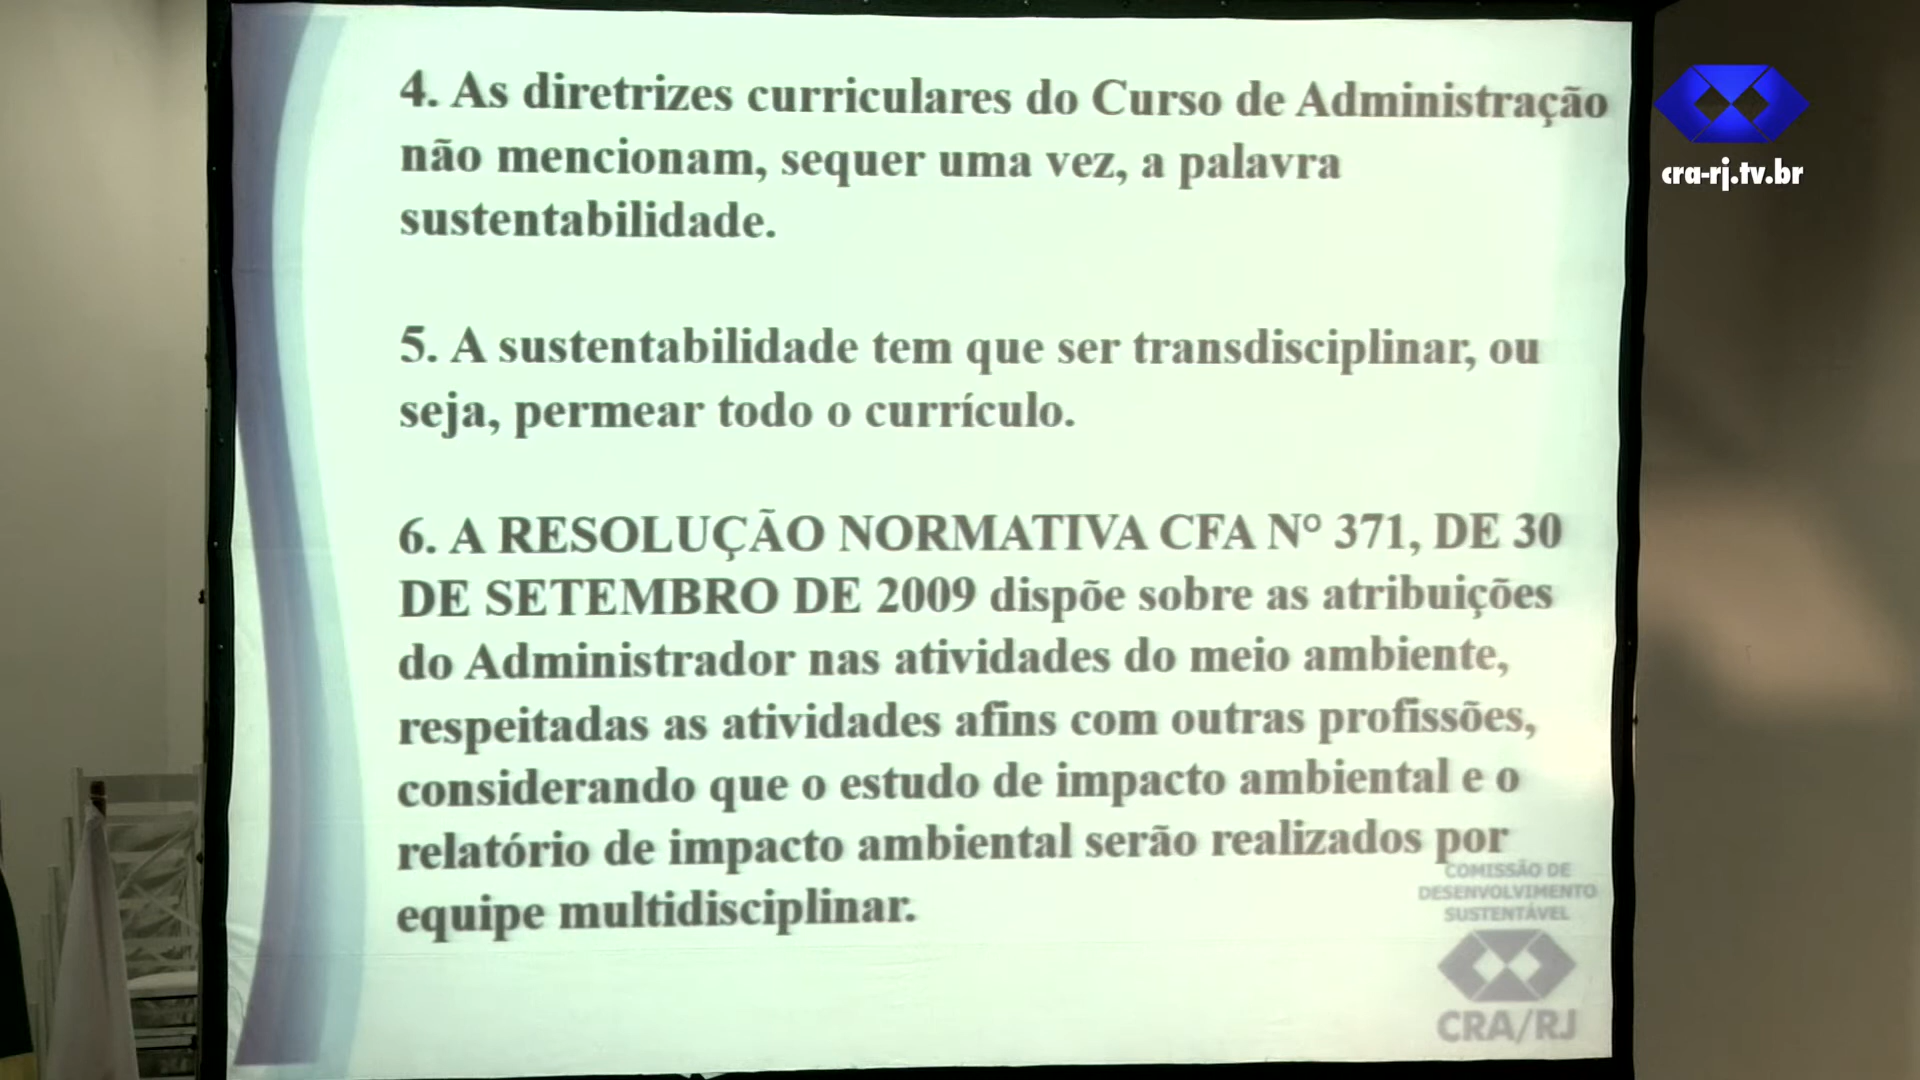 4. As diretrizes curriculares do Curso de Administração
não mencionam, sequer uma vez, a palavra
sustentabilidade.
5. A sustentabilidade tem que ser transdisciplinar, ou
seja, permear todo o currículo.
6. A RESOLUÇÃO NORMATIVA CFA Nº 371, DE 30
DE SETEMBRO DE 2009 dispõe sobre as atribuições
do Administrador nas atividades do meio ambiente,
respeitadas as atividades afins com outras profissões,
considerando que o estudo de impacto ambiental e o
relatório de impacto ambiental serão realizados por
equipe multidisciplinar.
COMISSÃO DE
DESENVOLVIMENTO
SUSTENTÁVEL
CRA/RJ
cra-rj.tv.br